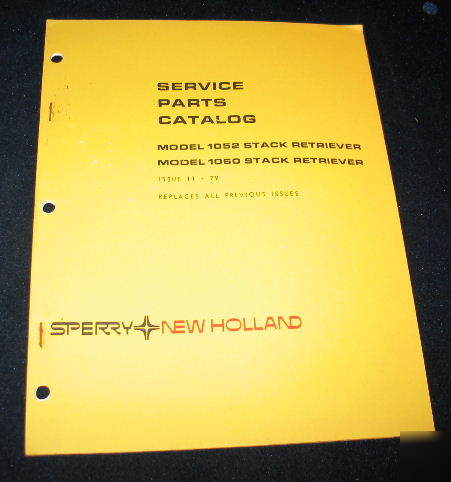 SERVICE
PARTS
CATALOG
MODEL 1052 STACK RETRIEVER
MODEL 1060 STACK RETRIEVER
ISSUE 11 - 79
REPLACES ALL PREVIOUS ISSUES
SPERRY NEW HOLLAND